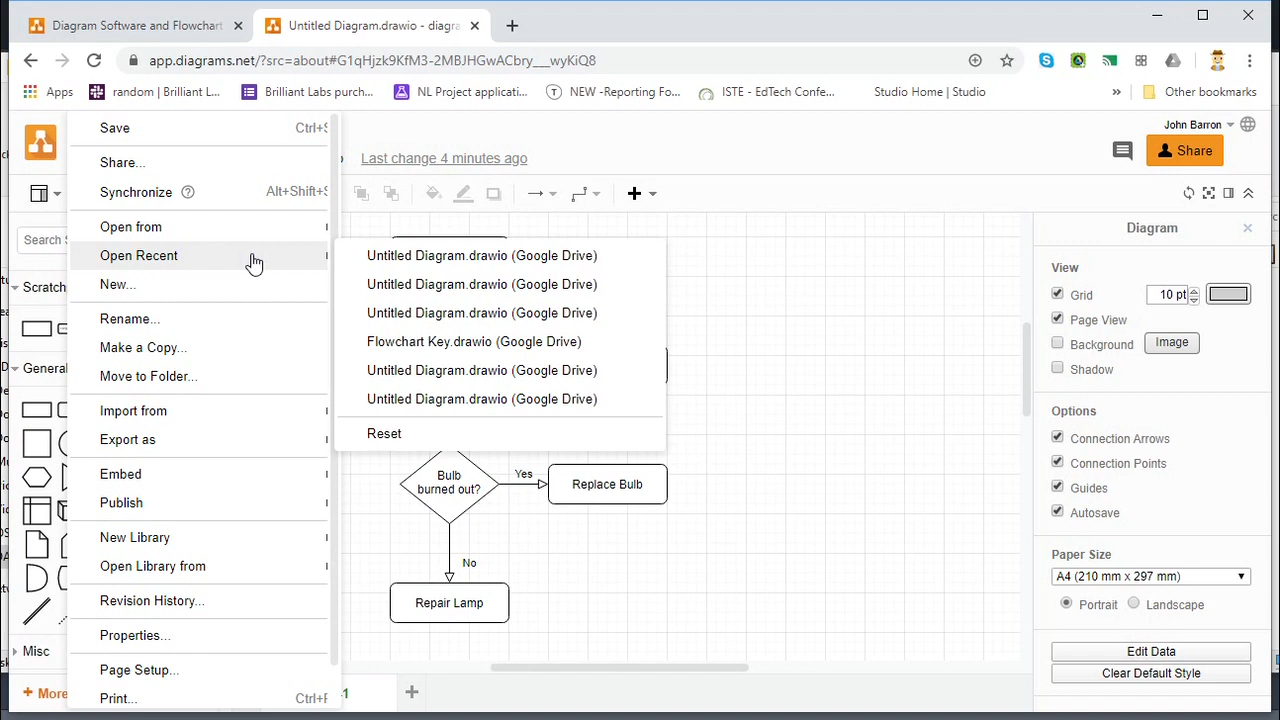 Diagram Software and Flowchart
Untitled Diagram.drawio - diagra
app.diagrams.net/?src=about#G1qHjzk9KfM3-2MBJHGwACbry___wyKiQ8
Apps
random | Brilliant L...
Brilliant Labs purch...
NL Project applicati...
NEW -Reporting Fo...
ISTE - EdTech Confe...
Studio Home | Studio
»
Other bookmarks
John Barron
Last change 4 minutes ago
Share
Save Ctrl+S
Share...
Synchronize Alt+Shift+S
Open from
Open Recent
New...
Rename...
Make a Copy...
Move to Folder...
Import from
Export as
Embed
Publish
New Library
Open Library from
Revision History...
Properties...
Page Setup...
Print... Ctrl+P
Untitled Diagram.drawio (Google Drive)
Untitled Diagram.drawio (Google Drive)
Untitled Diagram.drawio (Google Drive)
Flowchart Key.drawio (Google Drive)
Untitled Diagram.drawio (Google Drive)
Untitled Diagram.drawio (Google Drive)
Reset
Search
Scratch
General
Misc
+ More
Bulb
burned out?
Yes
Replace Bulb
No
Repair Lamp
Diagram
View
Grid 10 pt
Page View
Background Image
Shadow
Options
Connection Arrows
Connection Points
Guides
Autosave
Paper Size
A4 (210 mm x 297 mm)
Portrait Landscape
Edit Data
Clear Default Style